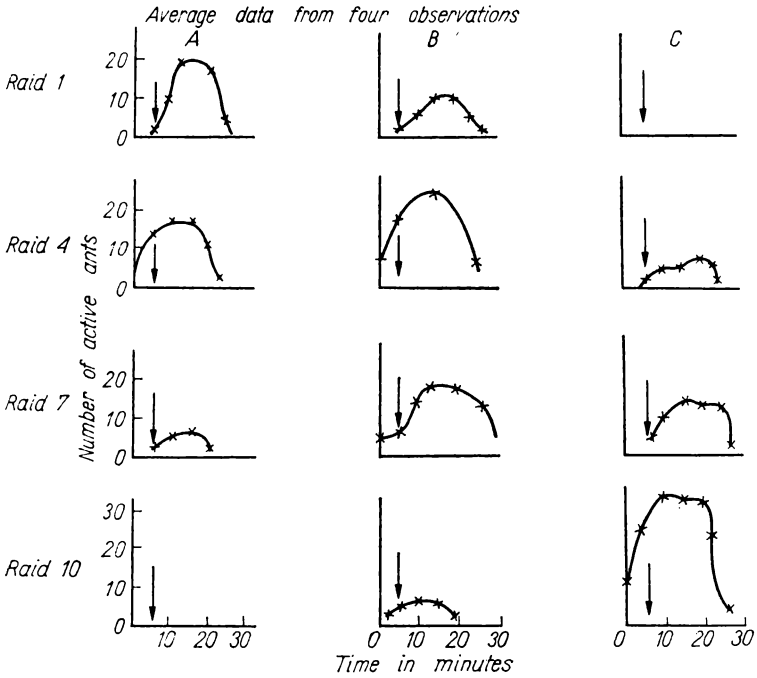 Average data from four observations
A B C
Raid 1
20
10
0
Raid 4
20
10
0
Raid 7
20
10
0
Raid 10
30
20
10
0
10 20 30
0 10 20 30
0 10 20 30
Number of active ants
Time in minutes